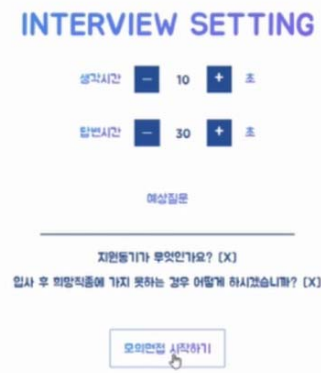 INTERVIEW SETTING
생각시간 － 10 + 초
답변시간 － 30 + 초
예상질문
지원동기가 무엇인가요? (X)
입사 후 희망직종에 가지 못하는 경우 어떻게 하시겠습니까? (X)
모의면접 시작하기